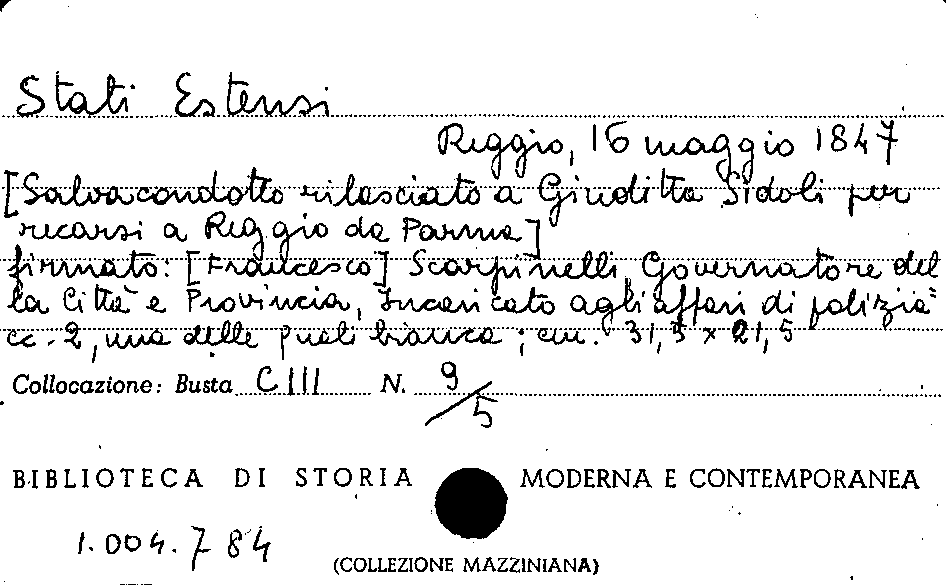 Stati Estensi
Reggio, 16 maggio 1847
[Salvacondotto rilasciato a Giuditta Sidoli per
recarsi a Reggio da Parma]
firmato: [Francesco] Scarpinelli, Governatore del
la Città e Provincia, Incaricato agli affari di polizia=
cc. 2, una delle quali bianca; cm. 31,5 x 21,5
Collocazione: Busta CIII N. 9/5
BIBLIOTECA DI STORIA MODERNA E CONTEMPORANEA
1.004.784
(COLLEZIONE MAZZINIANA)